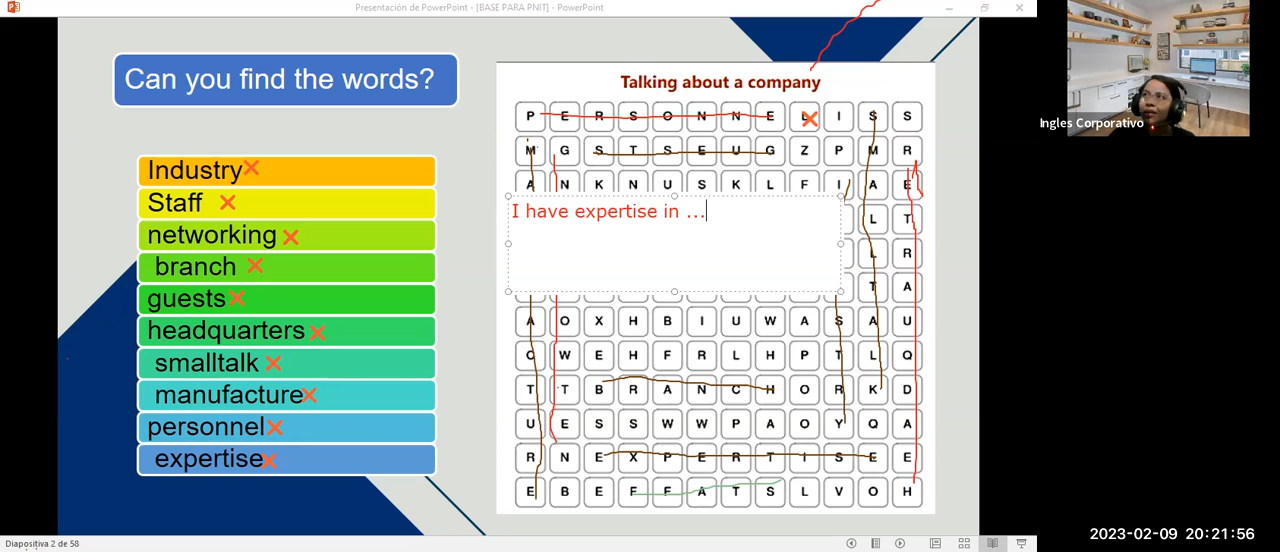 Presentación de PowerPoint - [BASE PARA PNIT] - PowerPoint
Can you find the words?
Industry
Staff
networking
branch
guests
headquarters
smalltalk
manufacture
personnel
expertise
Talking about a company
P E R S O N N E L I S S
M G S T S E U G Z P M R
A N K N U S K L F I A E
I have expertise in ...
L T
L R
T A
A O X H B I U W A S A U
C W E H F R L H P T L Q
T T B R A N C H O R K D
U E S S W W P A O Y Q A
R N E X P E R T I S E E
E B E F F A T S L V O H
Ingles Corporativo
2023-02-09 20:21:56
Diapositiva 2 de 58